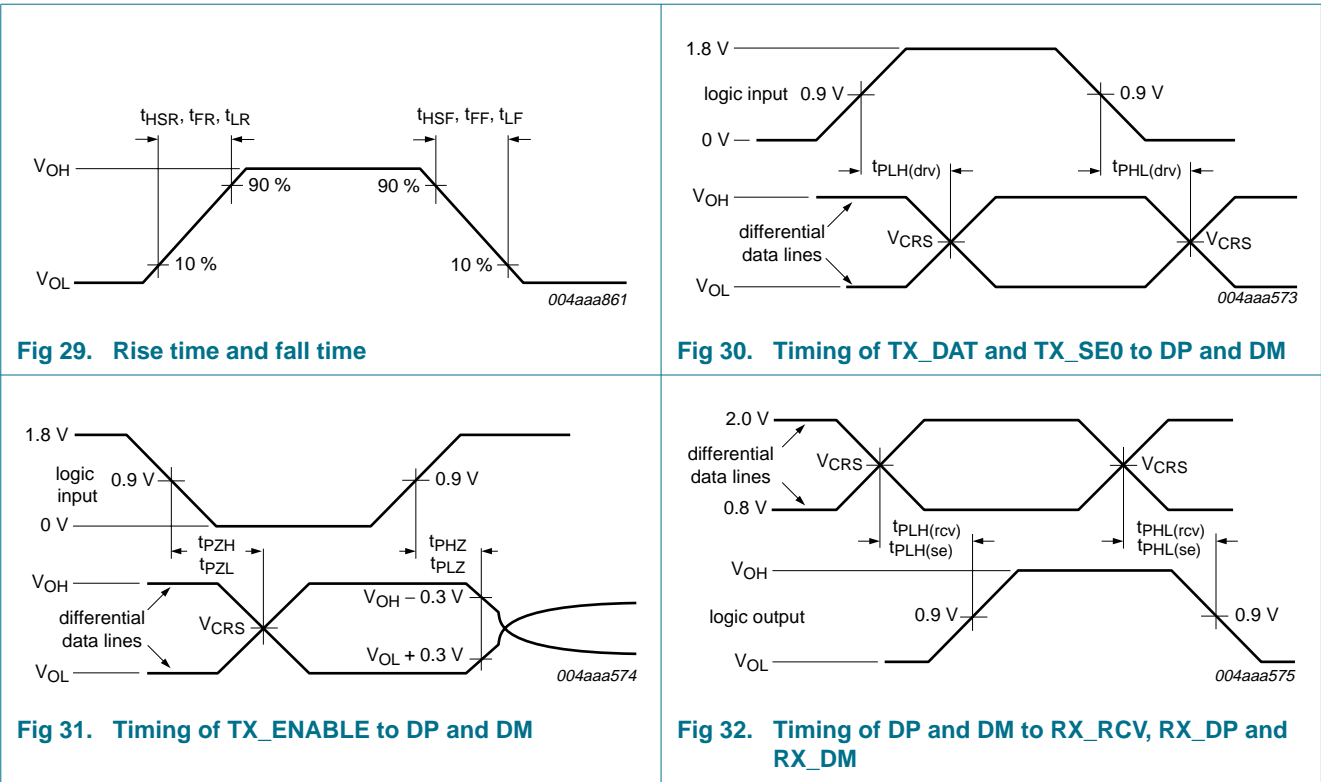 tHSR, tFR, tLR
tHSF, tFF, tLF
VOH
90 %
90 %
10 %
10 %
VOL
004aaa861
Fig 29. Rise time and fall time
1.8 V
logic input
0.9 V
0.9 V
0 V
tPLH(drv)
tPHL(drv)
VOH
differential
data lines
VCRS
VCRS
VOL
004aaa573
Fig 30. Timing of TX_DAT and TX_SE0 to DP and DM
1.8 V
logic
input
0.9 V
0.9 V
0 V
tPZH
tPZL
tPHZ
tPLZ
VOH
VOH – 0.3 V
differential
data lines
VCRS
VOL + 0.3 V
VOL
004aaa574
Fig 31. Timing of TX_ENABLE to DP and DM
2.0 V
differential
data lines
VCRS
VCRS
0.8 V
tPLH(rcv)
tPLH(se)
tPHL(rcv)
tPHL(se)
VOH
logic output
0.9 V
0.9 V
VOL
004aaa575
Fig 32. Timing of DP and DM to RX_RCV, RX_DP and
RX_DM